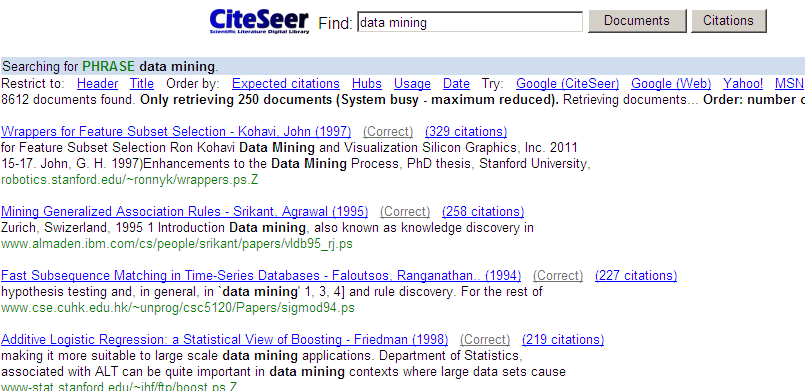 CiteSeer Find: data mining Documents Citations
Scientific Literature Digital Library
Searching for PHRASE data mining.
Restrict to: Header Title Order by: Expected citations Hubs Usage Date Try: Google (CiteSeer) Google (Web) Yahoo! MSN
8612 documents found. Only retrieving 250 documents (System busy - maximum reduced). Retrieving documents... Order: number
Wrappers for Feature Subset Selection - Kohavi, John (1997) (Correct) (329 citations)
for Feature Subset Selection Ron Kohavi Data Mining and Visualization Silicon Graphics, Inc. 2011
15-17. John, G. H. 1997)Enhancements to the Data Mining Process, PhD thesis, Stanford University,
robotics.stanford.edu/~ronnyk/wrappers.ps.Z
Mining Generalized Association Rules - Srikant, Agrawal (1995) (Correct) (258 citations)
Zurich, Swizerland, 1995 1 Introduction Data mining, also known as knowledge discovery in
www.almaden.ibm.com/cs/people/srikant/papers/vldb95_rj.ps
Fast Subsequence Matching in Time-Series Databases - Faloutsos, Ranganathan.. (1994) (Correct) (227 citations)
hypothesis testing and, in general, in `data mining' 1, 3, 4] and rule discovery. For the rest of
www.cse.cuhk.edu.hk/~unprog/csc5120/Papers/sigmod94.ps
Additive Logistic Regression: a Statistical View of Boosting - Friedman (1998) (Correct) (219 citations)
making it more suitable to large scale data mining applications. Department of Statistics,
associated with ALT can be quite important in data mining contexts where large data sets cause
www-stat.stanford.edu/~jhf/ftp/boost.ps.Z